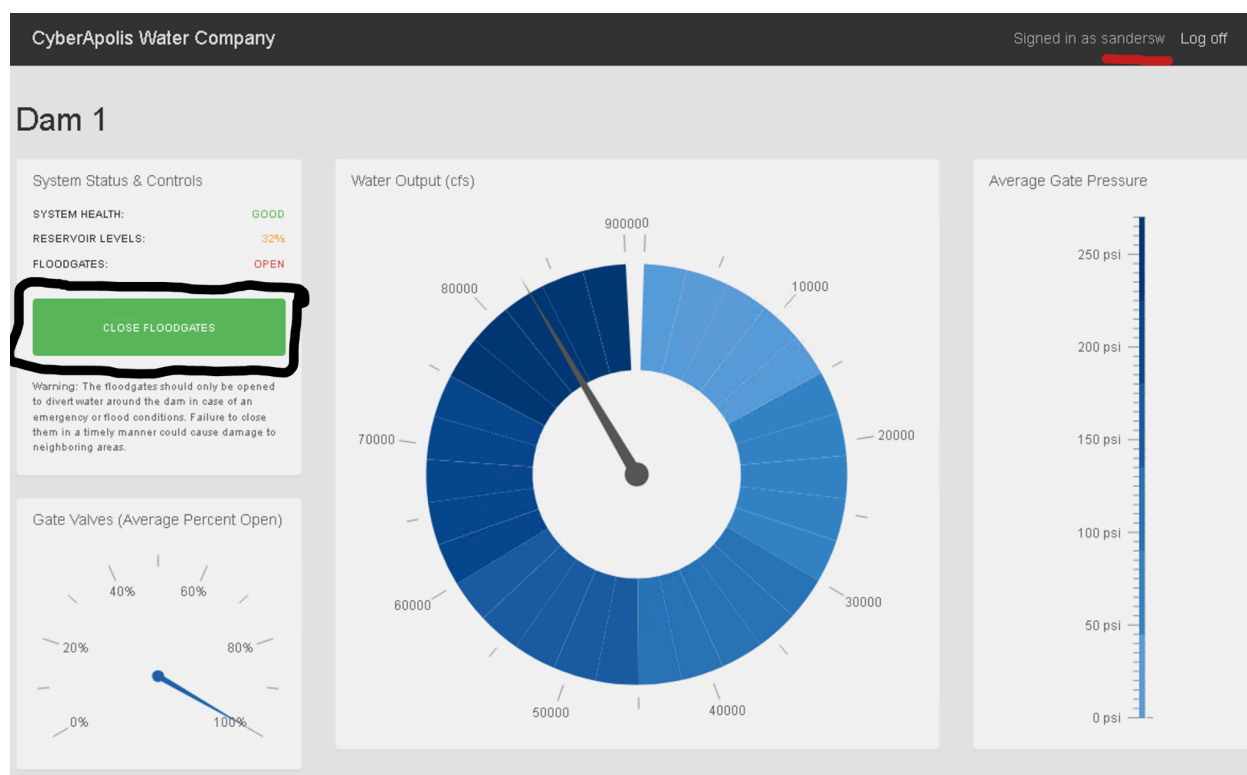 CyberApolis Water Company
Signed in as sandersw Log off
Dam 1
System Status & Controls
SYSTEM HEALTH: GOOD
RESERVOIR LEVELS: 32%
FLOODGATES: OPEN
CLOSE FLOODGATES
Warning: The floodgates should only be opened
to divert water around the dam in case of an
emergency or flood conditions. Failure to close
them in a timely manner could cause damage to
neighboring areas.
Gate Valves (Average Percent Open)
0%
20%
40%
60%
80%
100%
Water Output (cfs)
900000
10000
20000
30000
40000
50000
60000
70000
80000
Average Gate Pressure
250 psi
200 psi
150 psi
100 psi
50 psi
0 psi